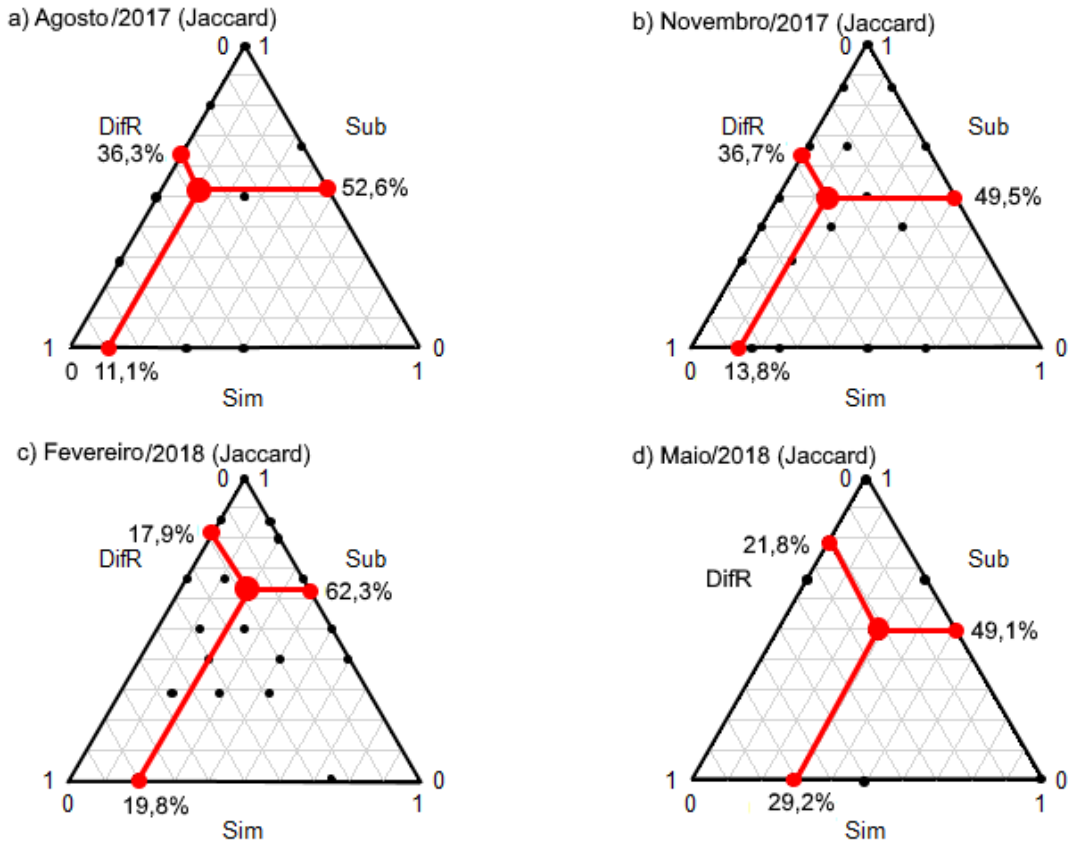 a) Agosto/2017 (Jaccard)
0 1
DifR
Sub
36,3%
52,6%
1
0
0
11,1%
1
Sim
b) Novembro/2017 (Jaccard)
0 1
DifR
Sub
36,7%
49,5%
1
0
0
13,8%
1
Sim
c) Fevereiro/2018 (Jaccard)
0 1
17,9%
DifR
Sub
62,3%
1
0
0
19,8%
1
Sim
d) Maio/2018 (Jaccard)
0 1
21,8%
Sub
DifR
49,1%
1
0
0
29,2%
1
Sim